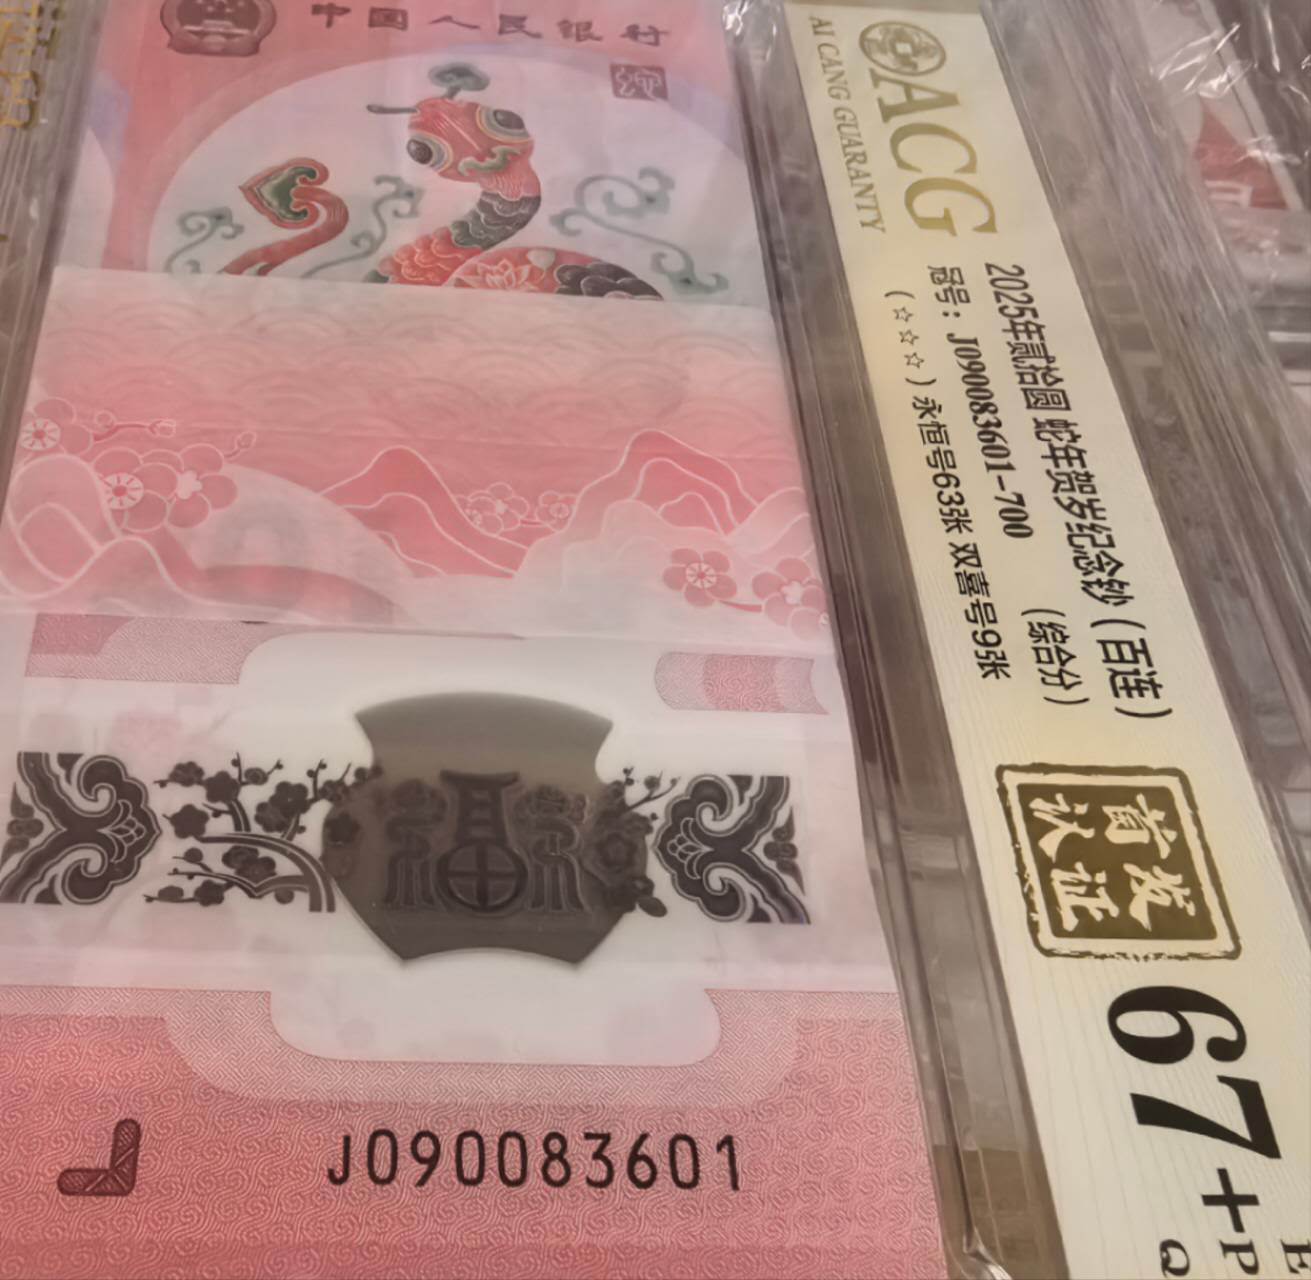 中国人民银行
J090083601
ACG
AI CANG GUARANTY
2025年贰拾圆 蛇年贺岁纪念钞（百连）
冠号：J090083601-700 （综合分）
（☆☆☆）永恒号63张 双喜号9张
首发
认证
67+
E
P
Q